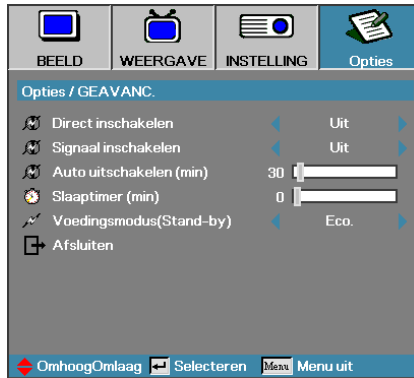 BEELD WEERGAVE INSTELLING Opties
Opties / GEAVANC.
Direct inschakelen Uit
Signaal inschakelen Uit
Auto uitschakelen (min) 30
Slaaptimer (min) 0
Voedingsmodus(Stand-by) Eco.
Afsluiten
OmhoogOmlaag Selecteren Menu Menu uit